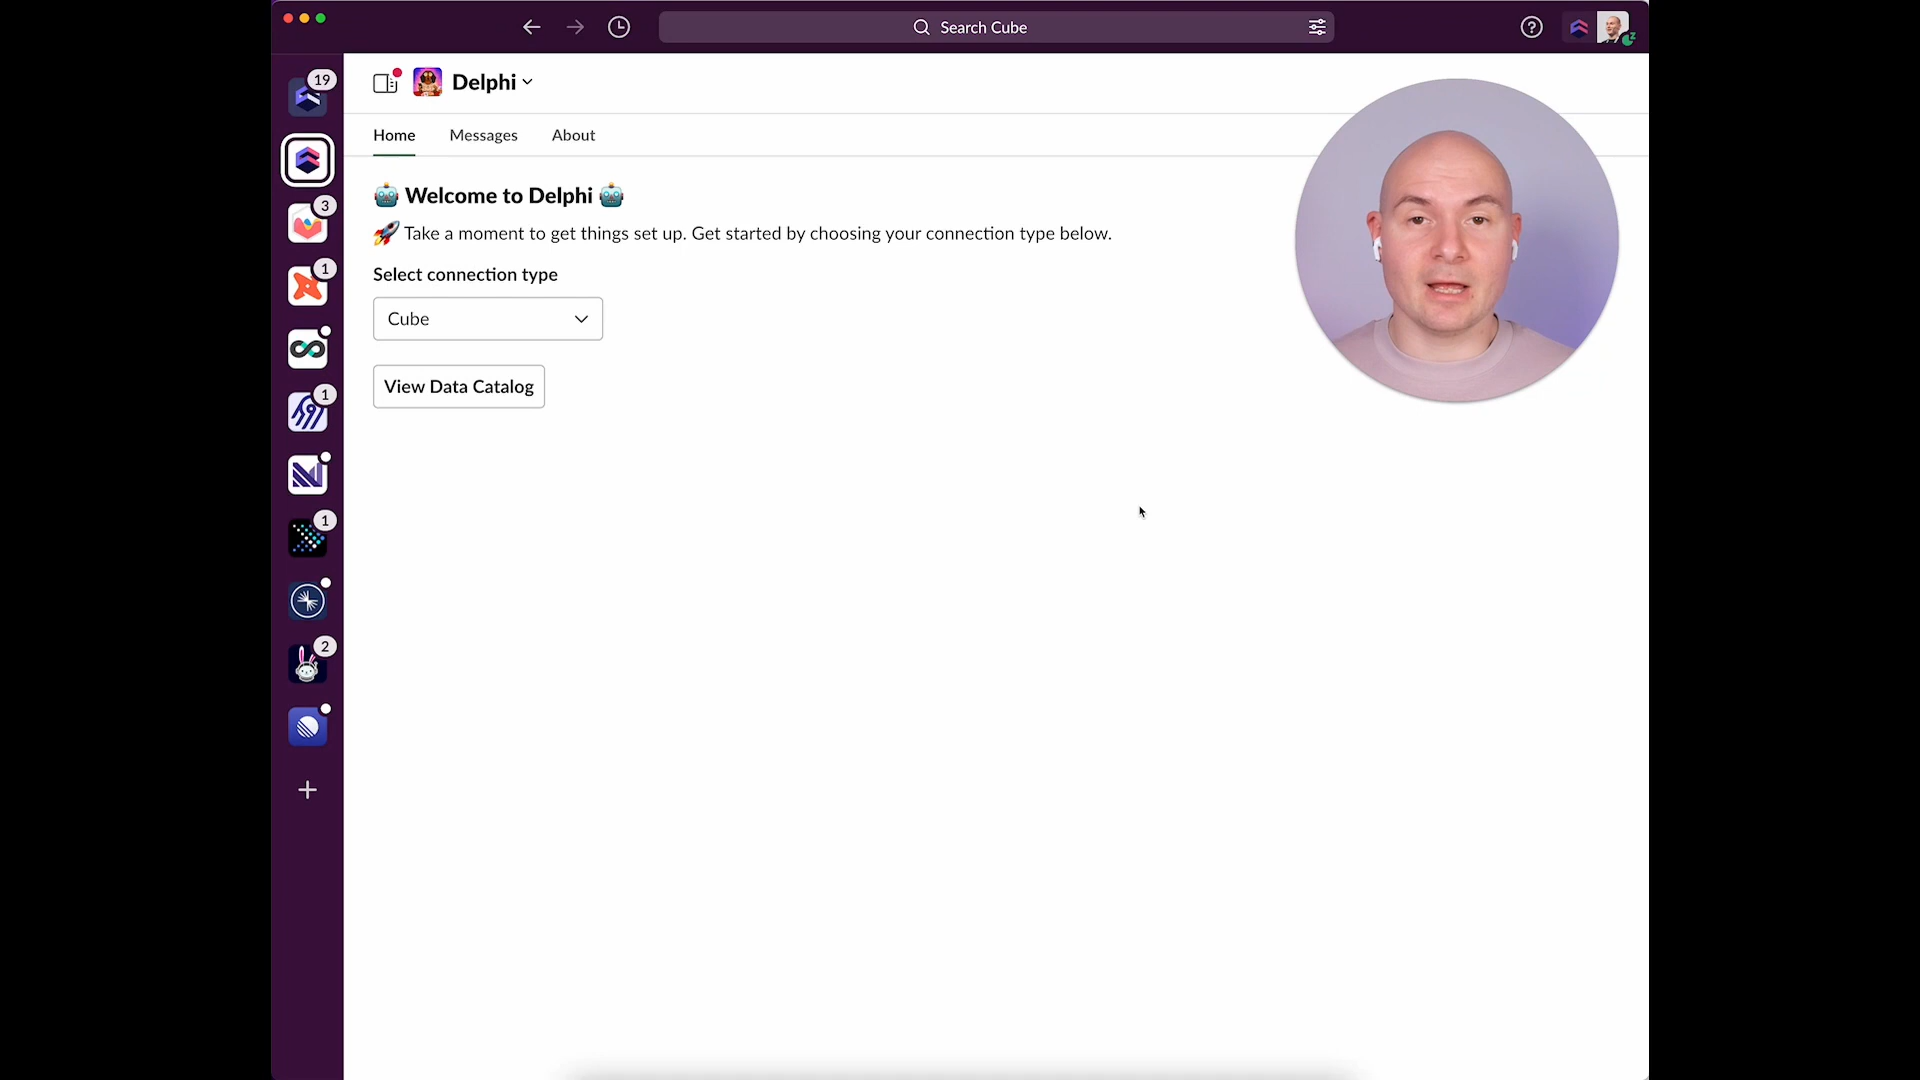 Search Cube
19
Delphi
Home
Messages
About
3
Welcome to Delphi
Take a moment to get things set up. Get started by choosing your connection type below.
Select connection type
1
Cube
View Data Catalog
1
1
2